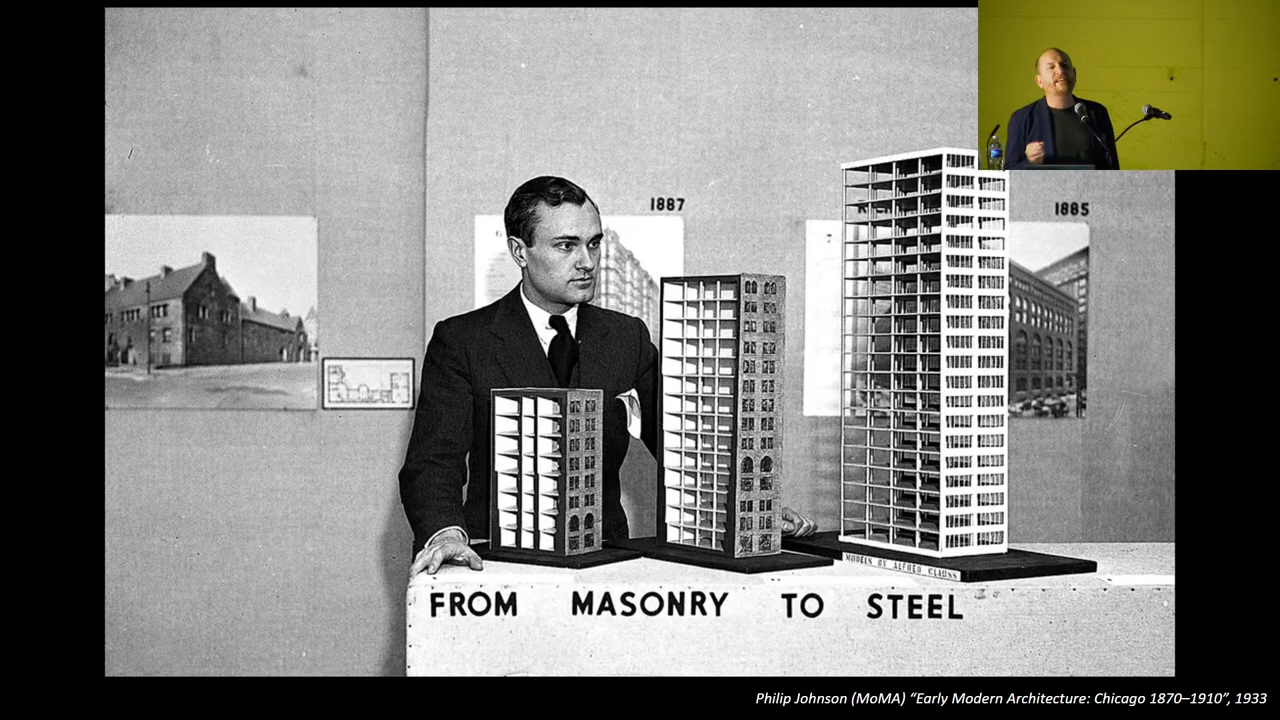 1887
1885
MODELS BY ALFRED CLAUSS
FROM MASONRY TO STEEL
Philip Johnson (MoMA) “Early Modern Architecture: Chicago 1870–1910”, 1933